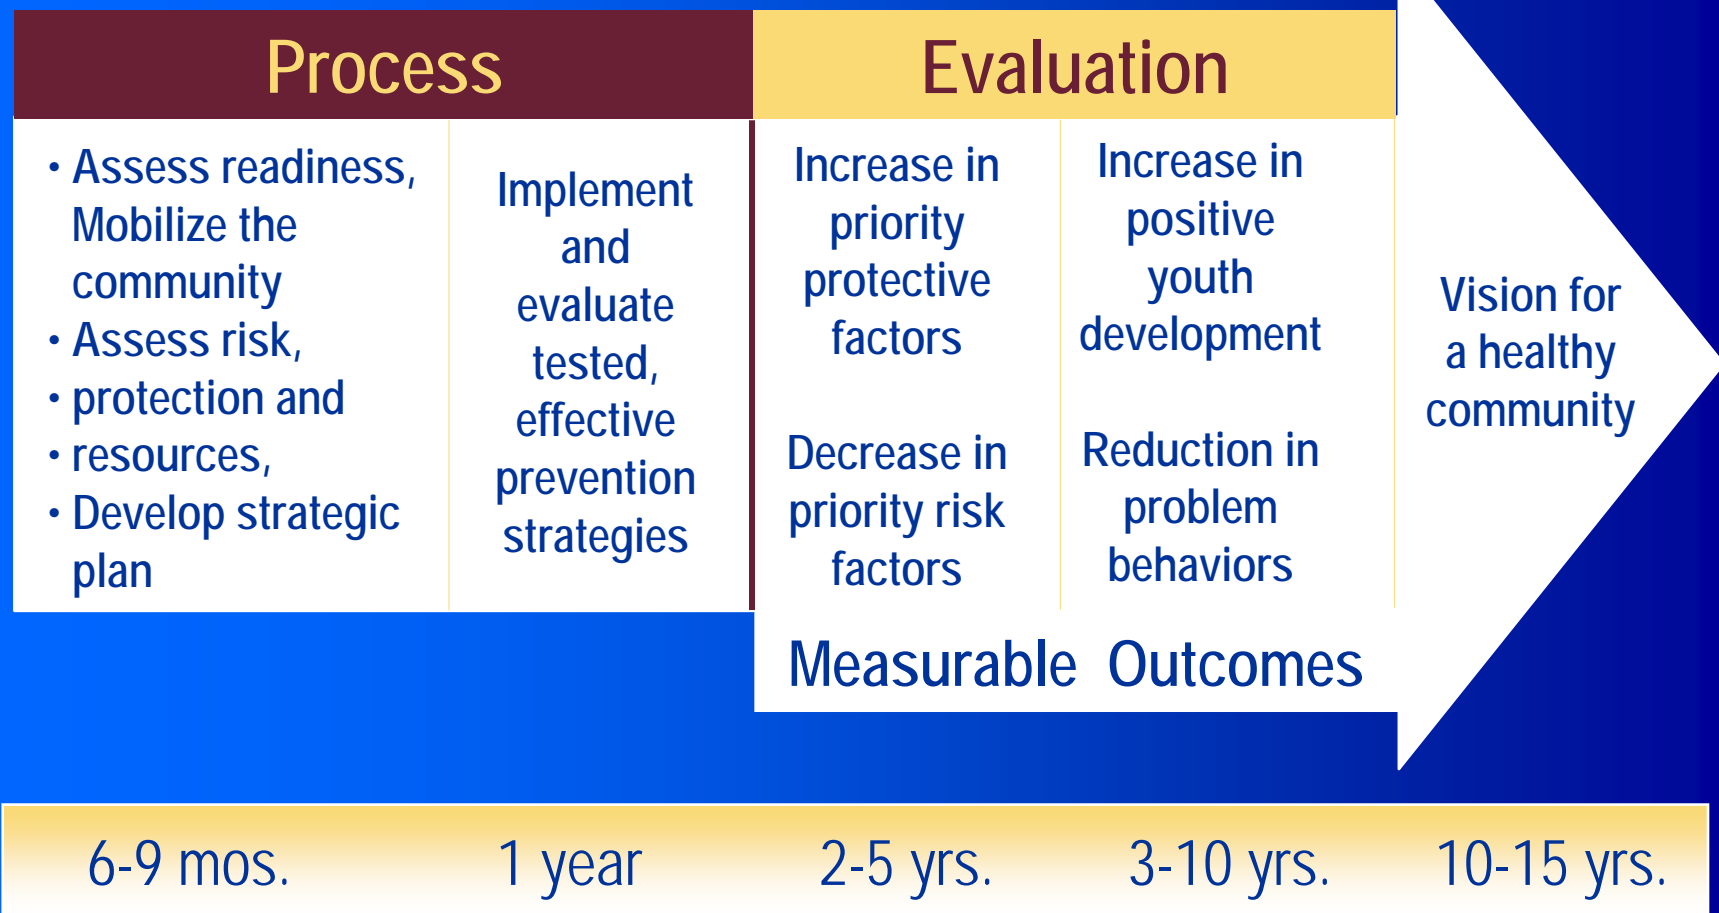 Process
Evaluation
• Assess readiness,
Mobilize the
community
• Assess risk,
• protection and
• resources,
• Develop strategic
plan
Implement
and
evaluate
tested,
effective
prevention
strategies
Increase in
priority
protective
factors
Decrease in
priority risk
factors
Increase in
positive
youth
development
Reduction in
problem
behaviors
Measurable Outcomes
Vision for
a healthy
community
6-9 mos.
1 year
2-5 yrs.
3-10 yrs.
10-15 yrs.